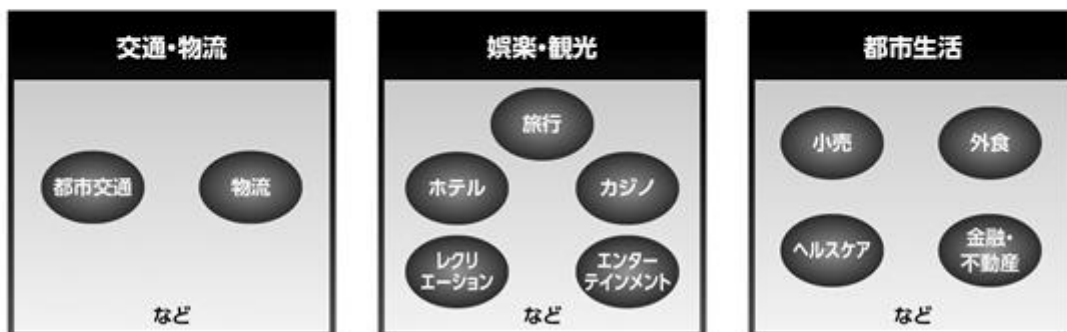 交通・物流
都市交通
物流
など
娯楽・観光
旅行
ホテル
カジノ
レクリ
エーション
エンター
テインメント
など
都市生活
小売
外食
ヘルスケア
金融・
不動産
など